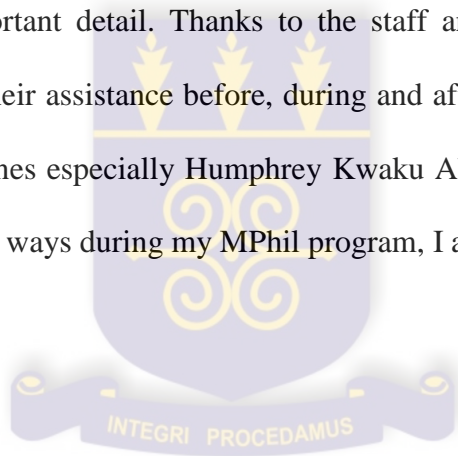 ortant detail. Thanks to the staff a
heir assistance before, during and af
nes especially Humphrey Kwaku A
ways during my MPhil program, I a
INTEGRI PROCEDAMUS